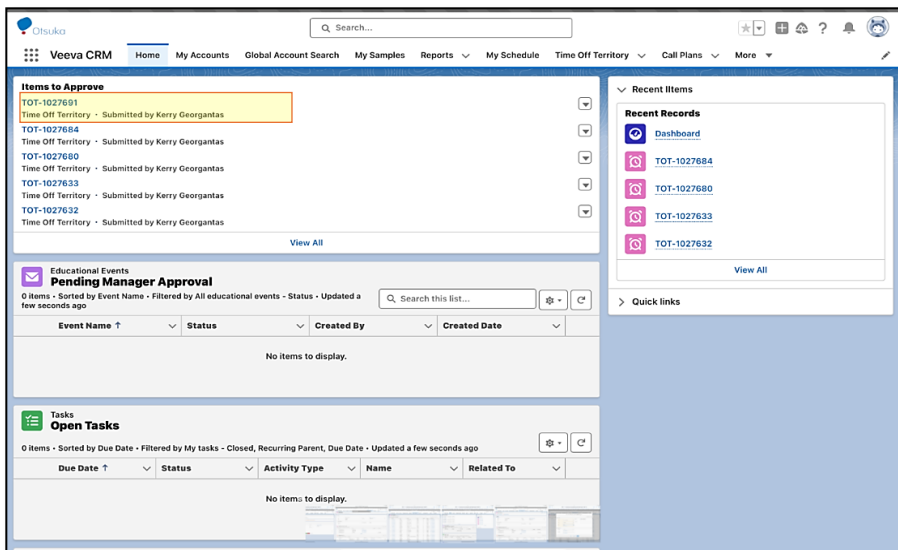 Otsuka
Search...
Veeva CRM Home My Accounts Global Account Search My Samples Reports My Schedule Time Off Territory Call Plans More
Items to Approve
TOT-1027691
Time Off Territory • Submitted by Kerry Georgantas
TOT-1027684
Time Off Territory • Submitted by Kerry Georgantas
TOT-1027680
Time Off Territory • Submitted by Kerry Georgantas
TOT-1027633
Time Off Territory • Submitted by Kerry Georgantas
TOT-1027632
Time Off Territory • Submitted by Kerry Georgantas
View All
Educational Events
Pending Manager Approval
0 items • Sorted by Event Name • Filtered by All educational events - Status • Updated a
few seconds ago
Search this list...
Event Name ↑ Status Created By Created Date
No items to display.
Tasks
Open Tasks
0 items • Sorted by Due Date • Filtered by My tasks - Closed, Recurring Parent, Due Date • Updated a few seconds ago
Due Date ↑ Status Activity Type Name Related To
No items to display.
Recent IItems
Recent Records
Dashboard
TOT-1027684
TOT-1027680
TOT-1027633
TOT-1027632
View All
Quick links